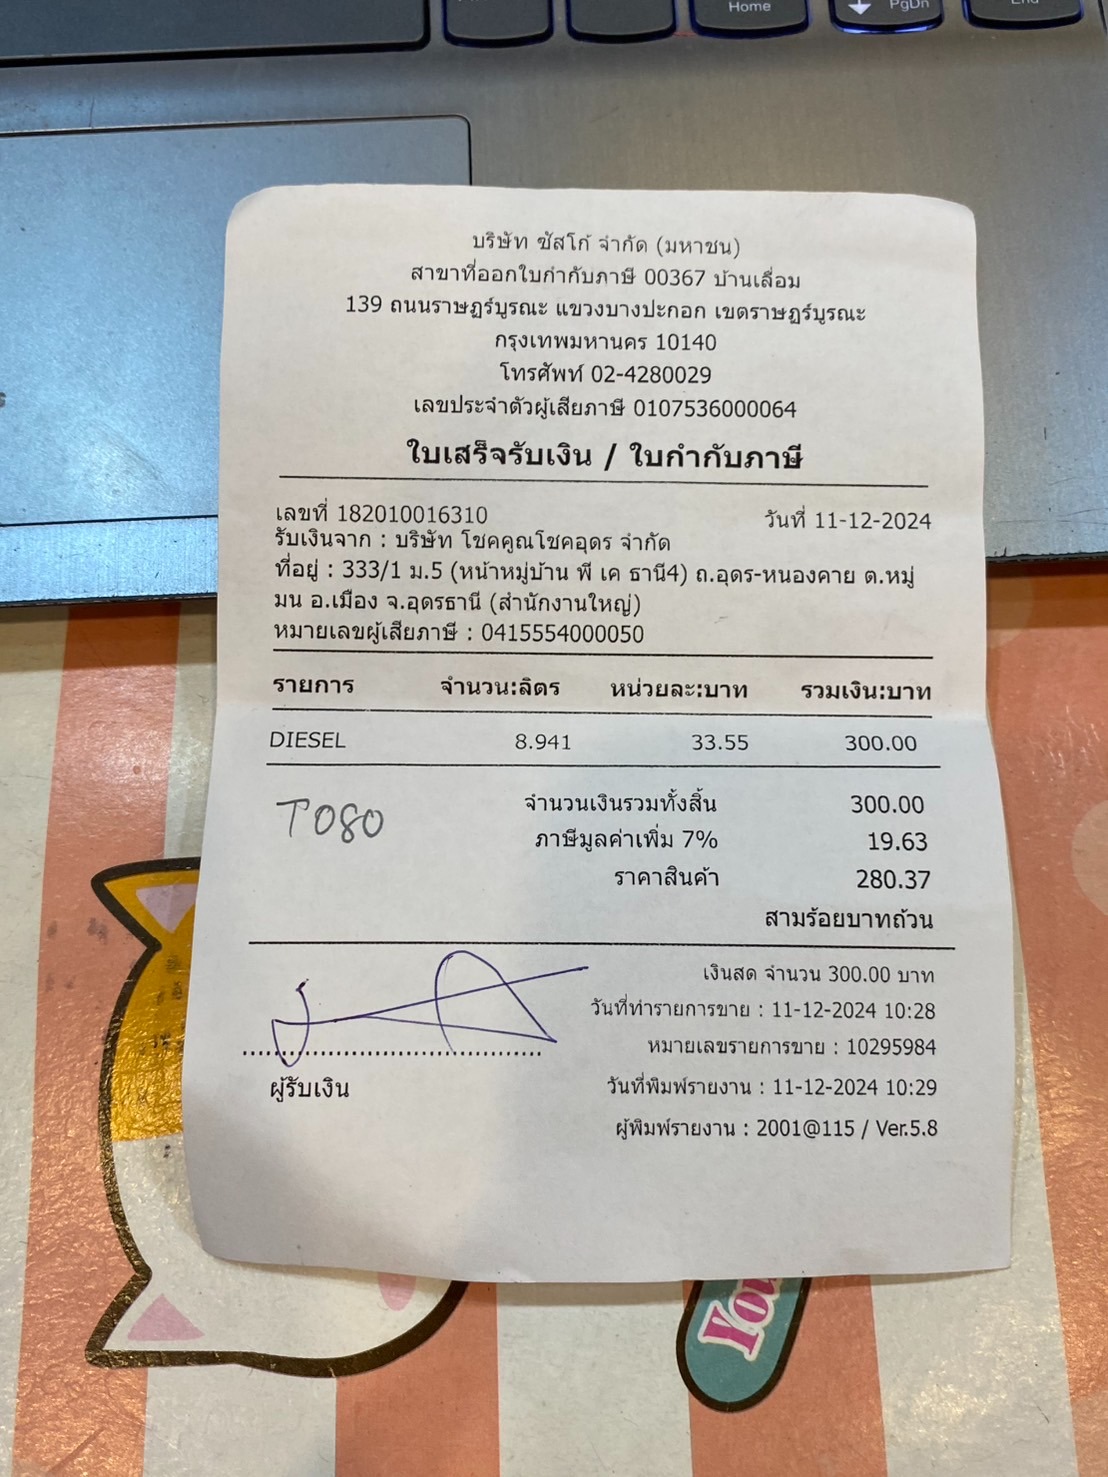 Home
PgDn
End
บริษัท ซัสโก้ จำกัด (มหาชน)
สาขาที่ออกใบกำกับภาษี 00367 บ้านเลื่อม
139 ถนนราษฎร์บูรณะ แขวงบางปะกอก เขตราษฎร์บูรณะ
กรุงเทพมหานคร 10140
โทรศัพท์ 02-4280029
เลขประจำตัวผู้เสียภาษี 0107536000064
ใบเสร็จรับเงิน / ใบกำกับภาษี
เลขที่ 182010016310 วันที่ 11-12-2024
รับเงินจาก : บริษัท โชคคูณโชคอุดร จำกัด
ที่อยู่ : 333/1 ม.5 (หน้าหมู่บ้าน พี เค ธานี4) ถ.อุดร-หนองคาย ต.หมู
มน อ.เมือง จ.อุดรธานี (สำนักงานใหญ่)
หมายเลขผู้เสียภาษี : 0415554000050
รายการ จำนวน:ลิตร หน่วยละ:บาท รวมเงิน:บาท
DIESEL 8.941 33.55 300.00
จำนวนเงินรวมทั้งสิ้น 300.00
T080
ภาษีมูลค่าเพิ่ม 7% 19.63
ราคาสินค้า 280.37
สามร้อยบาทถ้วน
เงินสด จำนวน 300.00 บาท
วันที่ทำรายการขาย : 11-12-2024 10:28
หมายเลขรายการขาย : 10295984
ผู้รับเงิน
วันที่พิมพ์รายงาน : 11-12-2024 10:29
ผู้พิมพ์รายงาน : 2001@115 / Ver.5.8
You